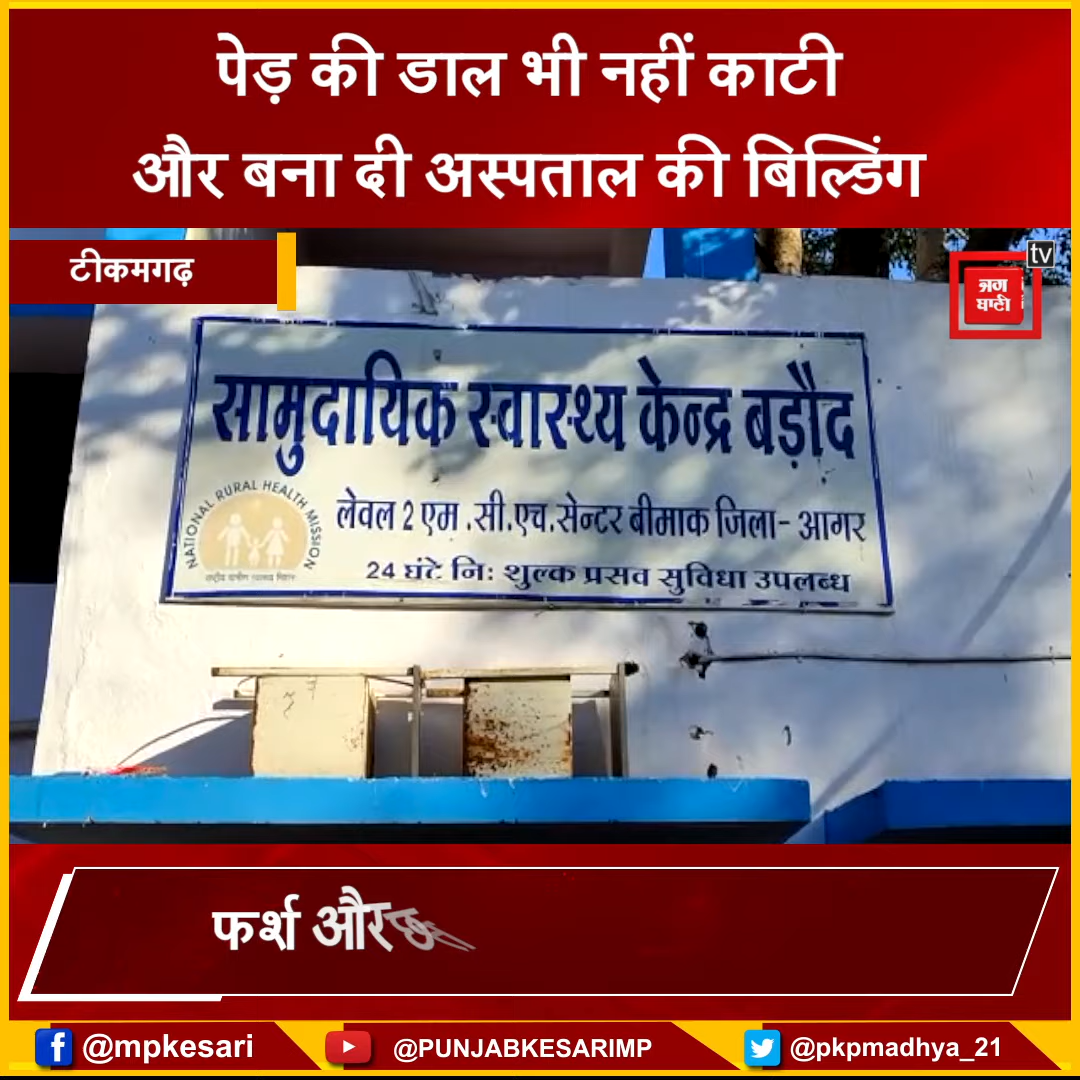 पेड़ की डाल भी नहीं काटी
और बना दी अस्पताल की बिल्डिंग
टीकमगढ़
tv
सामुदायिक स्वास्थ्य केन्द्र बड़ौद
NATIONAL RURAL HEALTH MISSION
लेवल 2 एम .सी.एच.सेन्टर बीमाक जिला- आगर
24 घंटे निः शुल्क प्रसव सुविधा उपलब्ध
फर्श और
@mpkesari
@PUNJABKESARIMP
@pkpmadhya_21